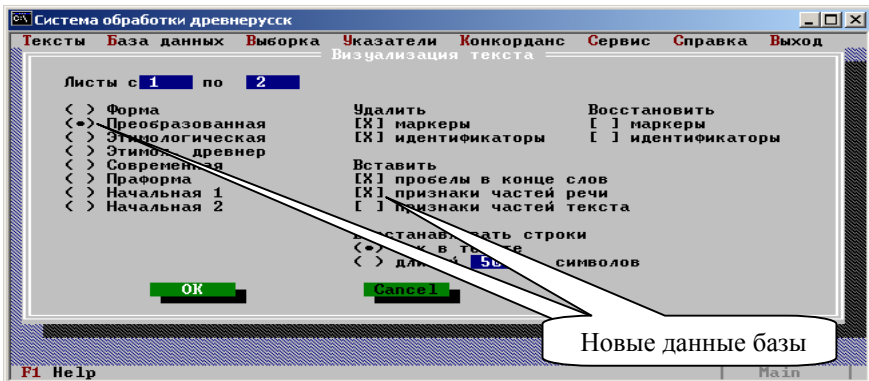 Система обработки древнерусск
Тексты База данных Выборка Указатели Конкорданс Сервис Справка Выход
Визуализация текста
Листы с 1 по 2
( ) Форма
(•) Преобразованная
( ) Этимологическая
( ) древнер
( ) Современная
( ) Праформа
( ) Начальная 1
( ) Начальная 2
Удалить
[X] маркеры
[X] идентификаторы
Восстановить
[ ] маркеры
[ ] идентификаторы
Вставить
[X] пробелы в конце слов
[X] признаки частей речи
[ ] признаки частей текста
строки
(•) в
( ) символов
OK
Cancel
Новые данные базы
F1 Help
Main